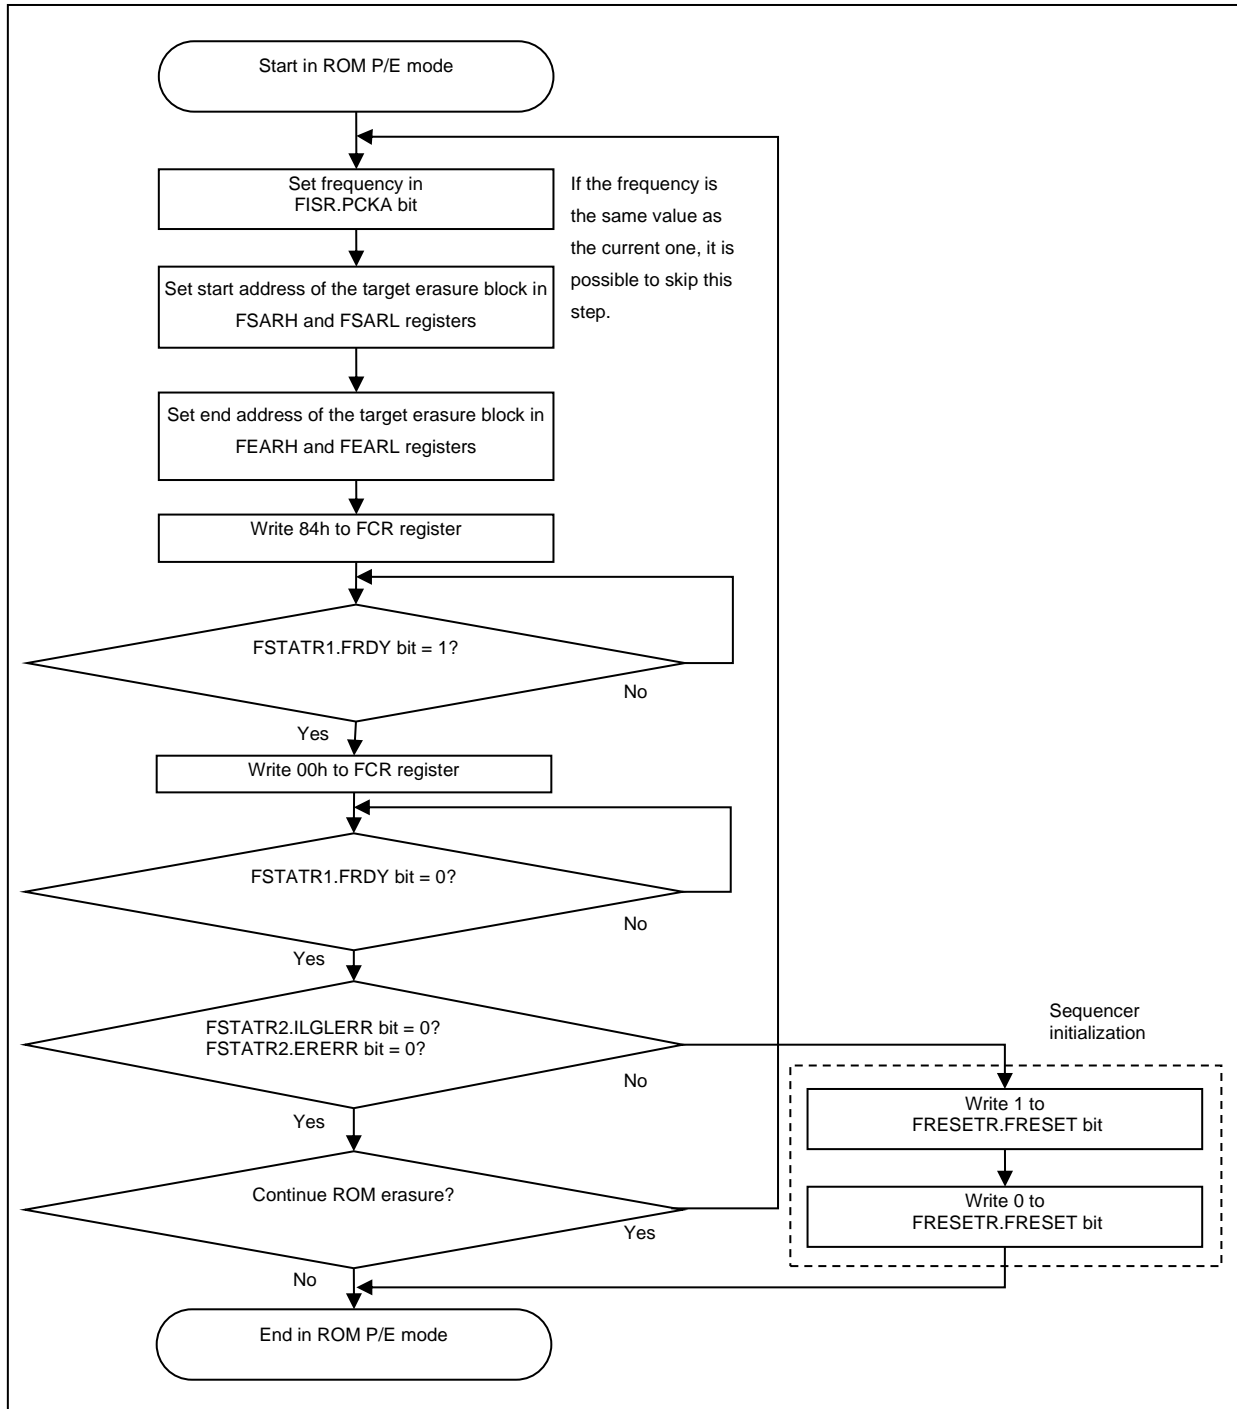 Start in ROM P/E mode
Set frequency in
FISR.PCKA bit
If the frequency is
the same value as
the current one, it is
possible to skip this
step.
Set start address of the target erasure block in
FSARH and FSARL registers
Set end address of the target erasure block in
FEARH and FEARL registers
Write 84h to FCR register
FSTATR1.FRDY bit = 1?
No
Yes
Write 00h to FCR register
FSTATR1.FRDY bit = 0?
No
Yes
FSTATR2.ILGLERR bit = 0?
FSTATR2.ERERR bit = 0?
No
Yes
Sequencer
initialization
Write 1 to
FRESETR.FRESET bit
Write 0 to
FRESETR.FRESET bit
Continue ROM erasure?
Yes
No
End in ROM P/E mode